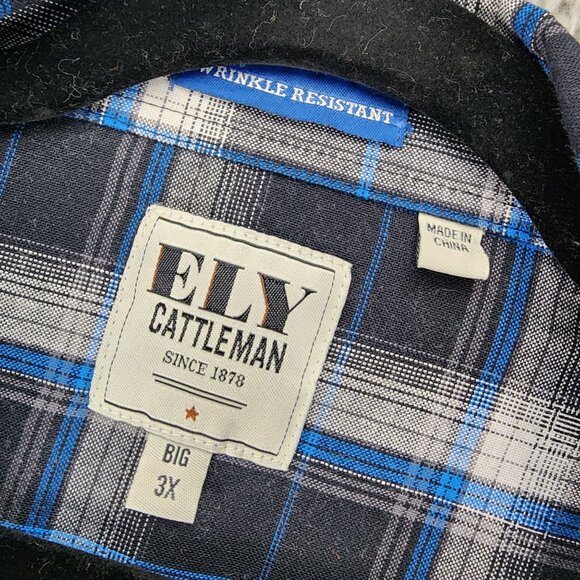 WRINKLE RESISTANT
MADE IN
CHINA
ELY
CATTLEMAN
SINCE 1878
BIG
3X